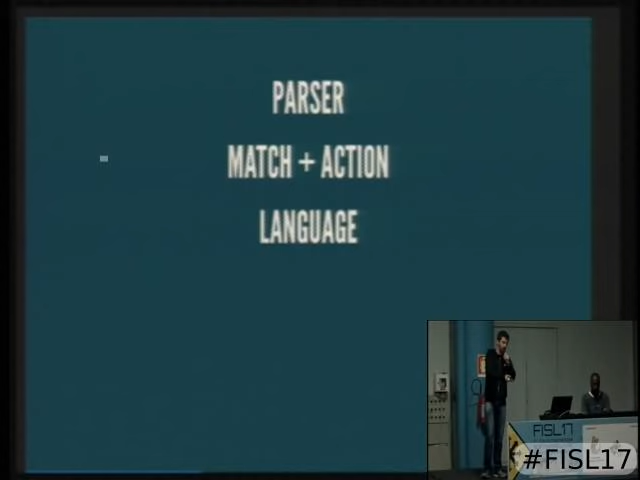 PARSER
MATCH + ACTION
LANGUAGE
FISL17
#FISL17